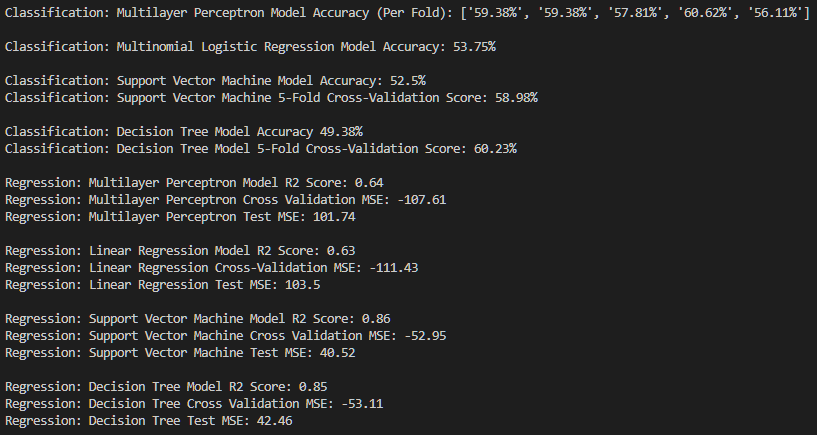 Classification: Multilayer Perceptron Model Accuracy (Per Fold): ['59.38%', '59.38%', '57.81%', '60.62%', '56.11%']
Classification: Multinomial Logistic Regression Model Accuracy: 53.75%
Classification: Support Vector Machine Model Accuracy: 52.5%
Classification: Support Vector Machine 5-Fold Cross-Validation Score: 58.98%
Classification: Decision Tree Model Accuracy 49.38%
Classification: Decision Tree Model 5-Fold Cross-Validation Score: 60.23%
Regression: Multilayer Perceptron Model R2 Score: 0.64
Regression: Multilayer Perceptron Cross Validation MSE: -107.61
Regression: Multilayer Perceptron Test MSE: 101.74
Regression: Linear Regression Model R2 Score: 0.63
Regression: Linear Regression Cross-Validation MSE: -111.43
Regression: Linear Regression Test MSE: 103.5
Regression: Support Vector Machine Model R2 Score: 0.86
Regression: Support Vector Machine Cross Validation MSE: -52.95
Regression: Support Vector Machine Test MSE: 40.52
Regression: Decision Tree Model R2 Score: 0.85
Regression: Decision Tree Cross Validation MSE: -53.11
Regression: Decision Tree Test MSE: 42.46